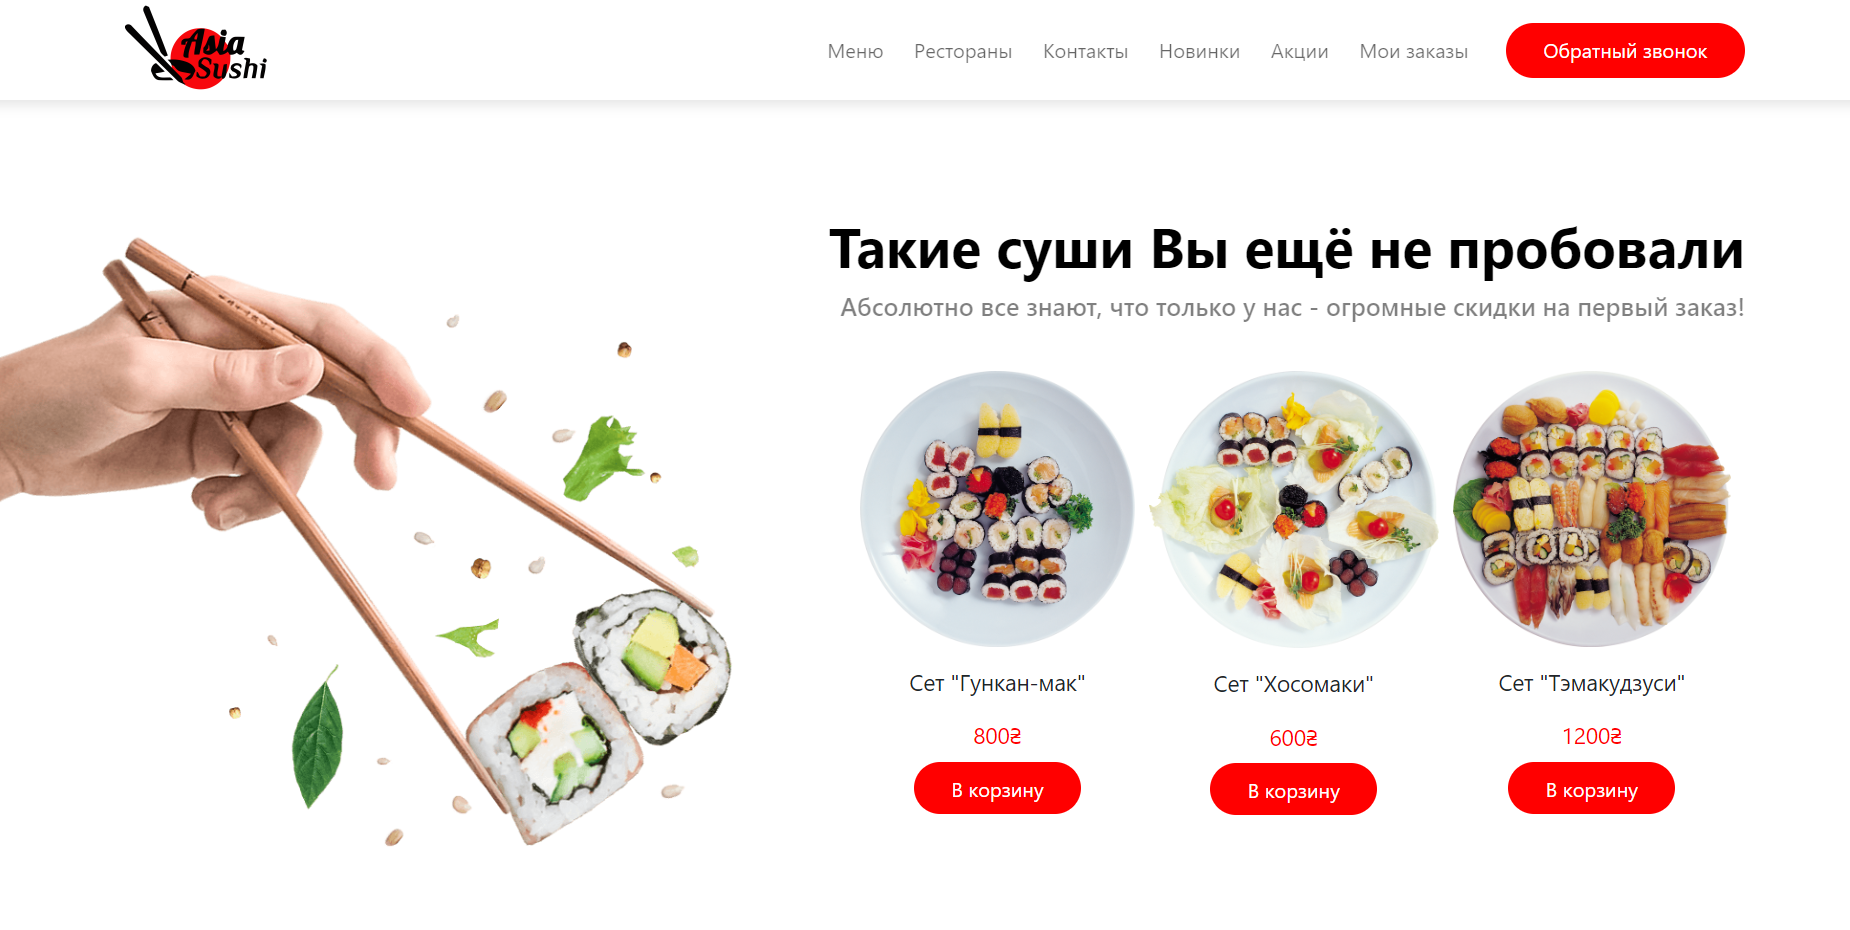 Asia
Sushi
Меню Рестораны Контакты Новинки Акции Мои заказы Обратный звонок
Такие суши Вы ещё не пробовали
Абсолютно все знают, что только у нас - огромные скидки на первый заказ!
Сет "Гункан-мак" Сет "Хосомаки" Сет "Тэмакудзуси"
800₴ 600₴ 1200₴
В корзину В корзину В корзину